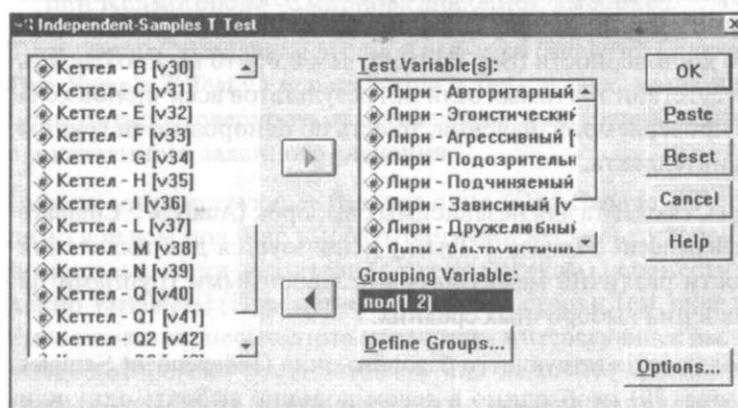 Independent-Samples T Test
Кеттел - B [v30]
Кеттел - C [v31]
Кеттел - E [v32]
Кеттел - F [v33]
Кеттел - G [v34]
Кеттел - H [v35]
Кеттел - I [v36]
Кеттел - L [v37]
Кеттел - M [v38]
Кеттел - N [v39]
Кеттел - O [v40]
Кеттел - Q1 [v41]
Кеттел - Q2 [v42]
Test Variable(s):
Лири - Авторитарный
Лири - Эгоистический
Лири - Агрессивный [
Лири - Подозрительн
Лири - Подчиняемый
Лири - Зависимый [v
Лири - Дружелюбный
Grouping Variable:
пол[1 2]
Define Groups...
OK
Paste
Reset
Cancel
Help
Options...